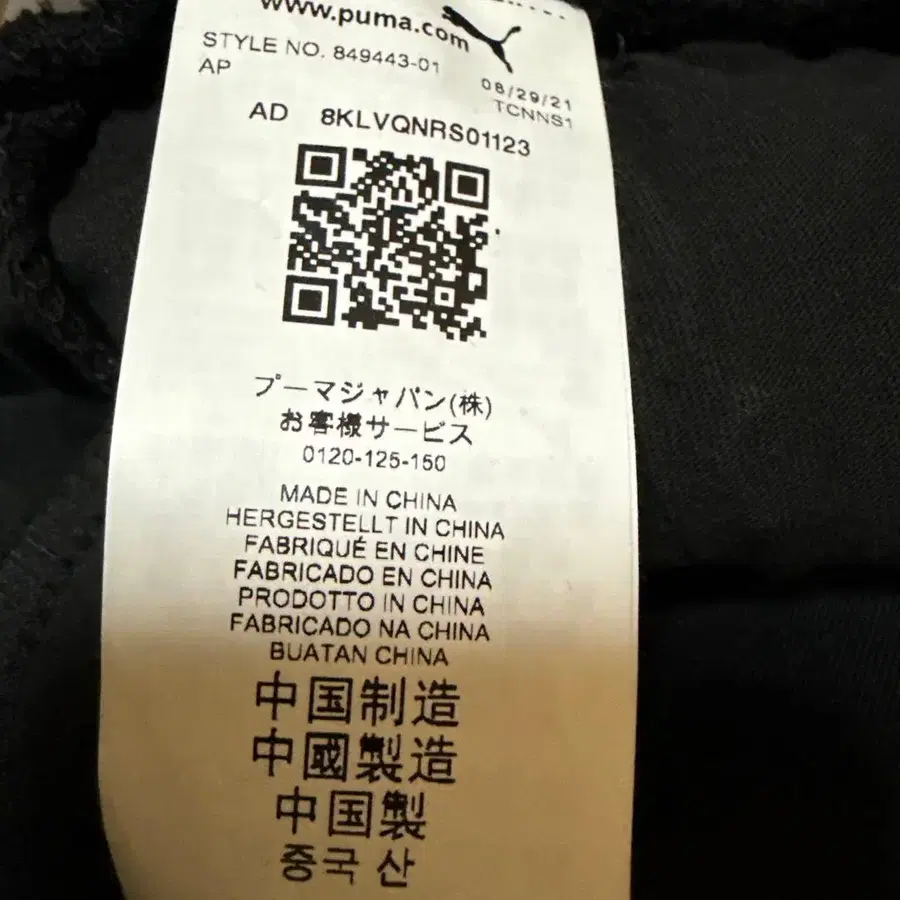 www.puma.com
STYLE NO. 849443-01
AP
08/29/21
TCNNS1
AD 8KLVQNRS01123
プーマジャパン(株)
お客様サービス
0120-125-150
MADE IN CHINA
HERGESTELLT IN CHINA
FABRIQUÉ EN CHINE
FABRICADO EN CHINA
PRODOTTO IN CHINA
FABRICADO NA CHINA
BUATAN CHINA
中国制造
中國製造
中国製
중국 산